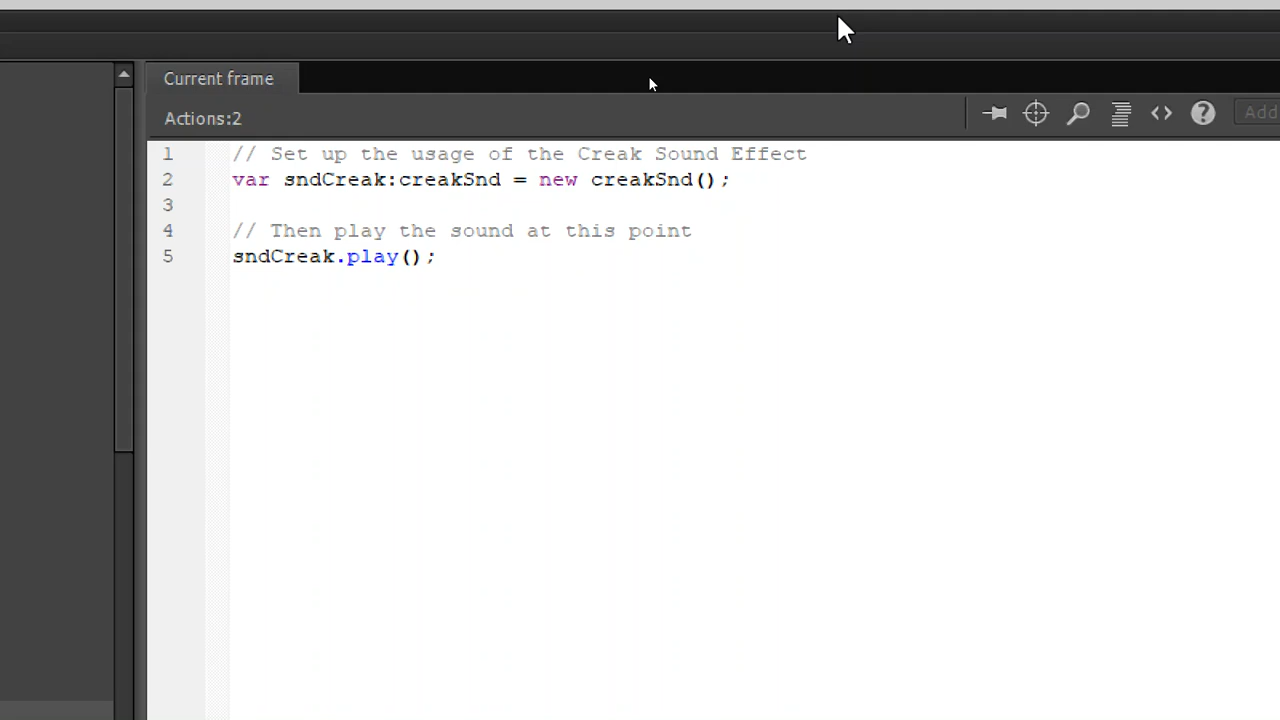 Current frame
Actions:2
Add
1 // Set up the usage of the Creak Sound Effect
2 var sndCreak:creakSnd = new creakSnd();
3
4 // Then play the sound at this point
5 sndCreak.play();